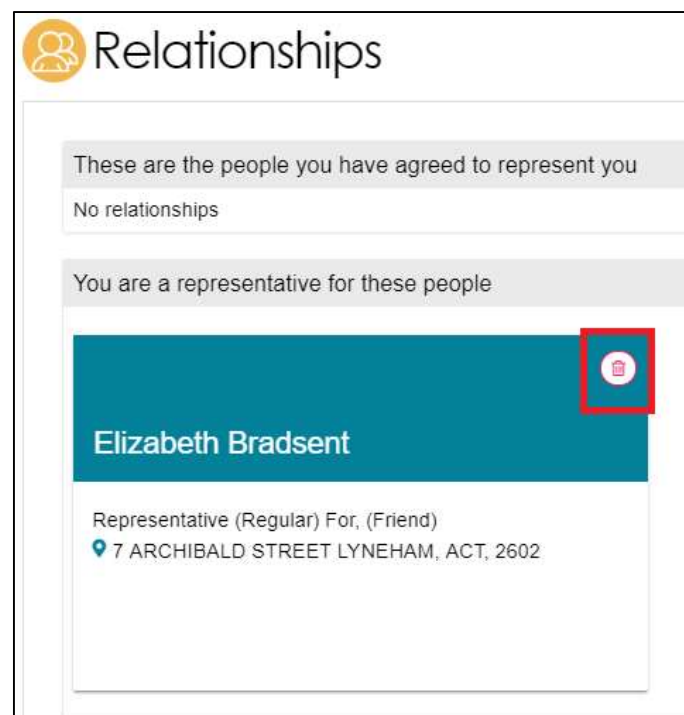 Relationships
These are the people you have agreed to represent you
No relationships
You are a representative for these people
Elizabeth Bradsent
Representative (Regular) For, (Friend)
7 ARCHIBALD STREET LYNEHAM, ACT, 2602